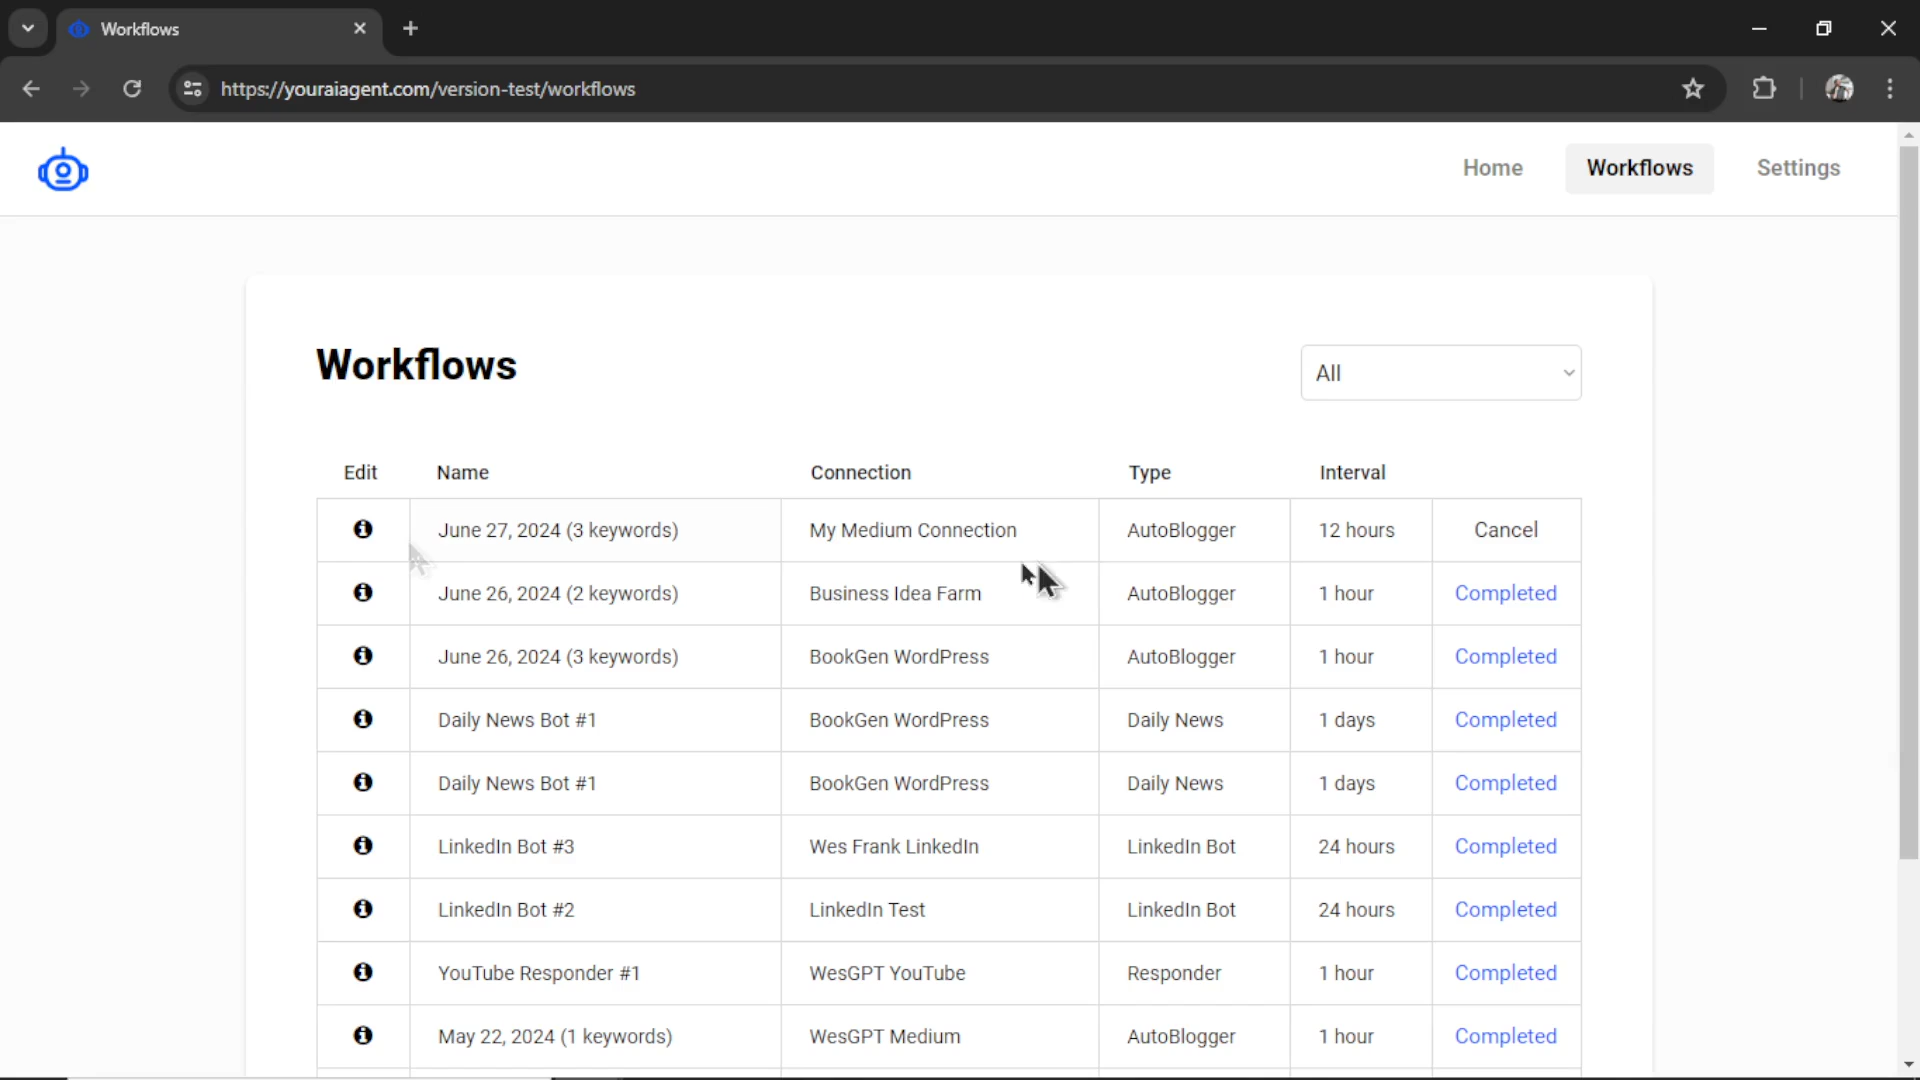 Workflows
https://youraiagent.com/version-test/workflows
Home Workflows Settings
Workflows
All
Edit Name Connection Type Interval
June 27, 2024 (3 keywords) My Medium Connection AutoBlogger 12 hours Cancel
June 26, 2024 (2 keywords) Business Idea Farm AutoBlogger 1 hour Completed
June 26, 2024 (3 keywords) BookGen WordPress AutoBlogger 1 hour Completed
Daily News Bot #1 BookGen WordPress Daily News 1 days Completed
Daily News Bot #1 BookGen WordPress Daily News 1 days Completed
LinkedIn Bot #3 Wes Frank LinkedIn LinkedIn Bot 24 hours Completed
LinkedIn Bot #2 LinkedIn Test LinkedIn Bot 24 hours Completed
YouTube Responder #1 WesGPT YouTube Responder 1 hour Completed
May 22, 2024 (1 keywords) WesGPT Medium AutoBlogger 1 hour Completed